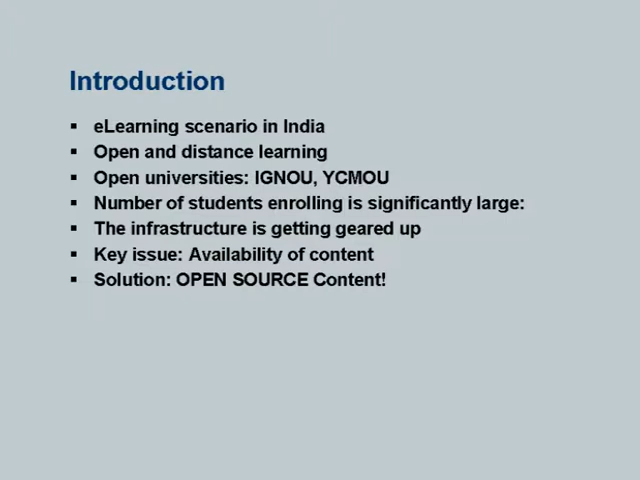 Introduction
▪ eLearning scenario in India
▪ Open and distance learning
▪ Open universities: IGNOU, YCMOU
▪ Number of students enrolling is significantly large:
▪ The infrastructure is getting geared up
▪ Key issue: Availability of content
▪ Solution: OPEN SOURCE Content!